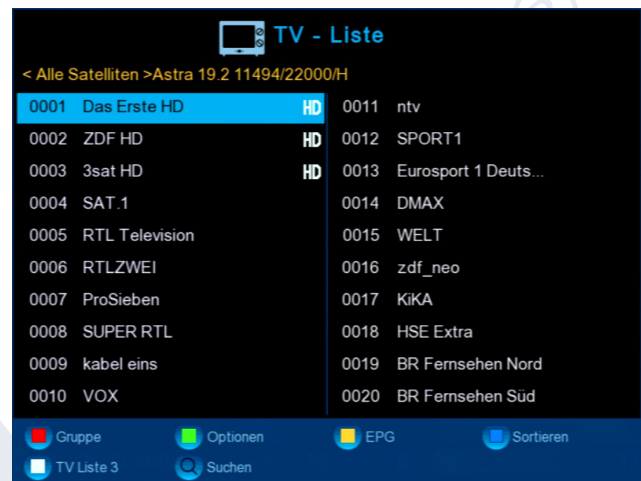 TV - Liste
< Alle Satelliten >Astra 19.2 11494/22000/H
0001 Das Erste HD HD
0002 ZDF HD HD
0003 3sat HD HD
0004 SAT.1
0005 RTL Television
0006 RTLZWEI
0007 ProSieben
0008 SUPER RTL
0009 kabel eins
0010 VOX
0011 ntv
0012 SPORT1
0013 Eurosport 1 Deuts...
0014 DMAX
0015 WELT
0016 zdf_neo
0017 KiKA
0018 HSE Extra
0019 BR Fernsehen Nord
0020 BR Fernsehen Süd
Gruppe Optionen EPG Sortieren
TV Liste 3 Suchen